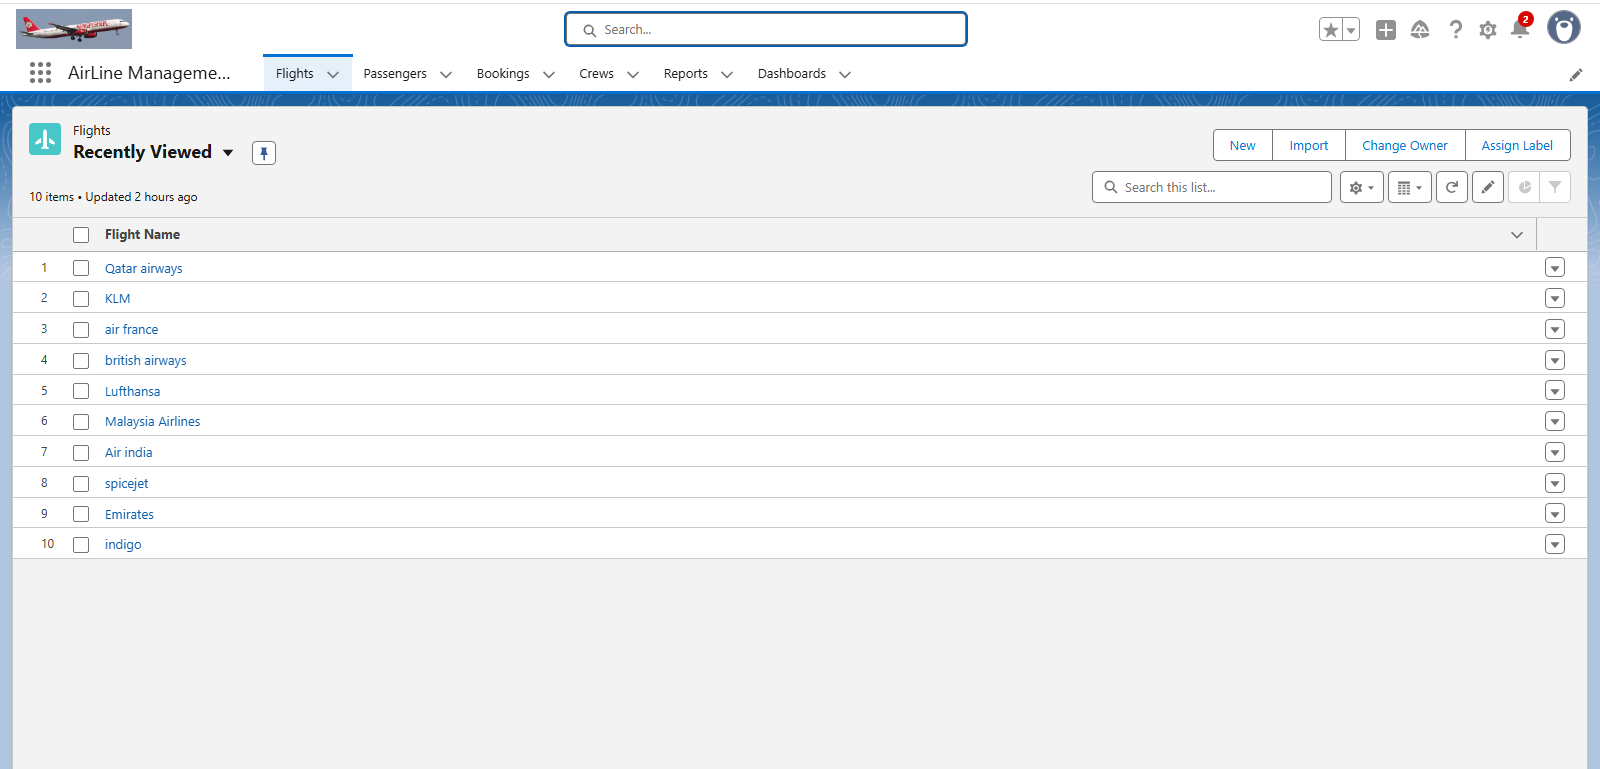 Search...
2
AirLine Manageme...
Flights
Passengers
Bookings
Crews
Reports
Dashboards
Flights
Recently Viewed
New
Import
Change Owner
Assign Label
10 items • Updated 2 hours ago
Search this list...
Flight Name
1 Qatar airways
2 KLM
3 air france
4 british airways
5 Lufthansa
6 Malaysia Airlines
7 Air india
8 spicejet
9 Emirates
10 indigo